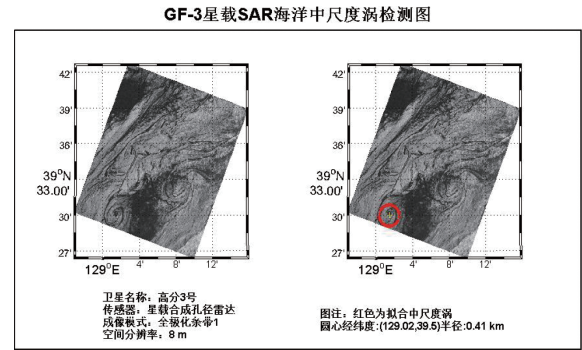 GF-3星载SAR海洋中尺度涡检测图
42'
39'
36'
39°N
33.00'
30'
27'
129°E 4' 8' 12'
42'
39'
36'
39°N
33.00'
30'
27'
129°E 4' 8' 12'
卫星名称：高分3号
传感器：星载合成孔径雷达
成像模式：全极化条带1
空间分辨率：8 m
图注：红色为拟合中尺度涡
圆心经纬度:(129.02,39.5)半径:0.41 km